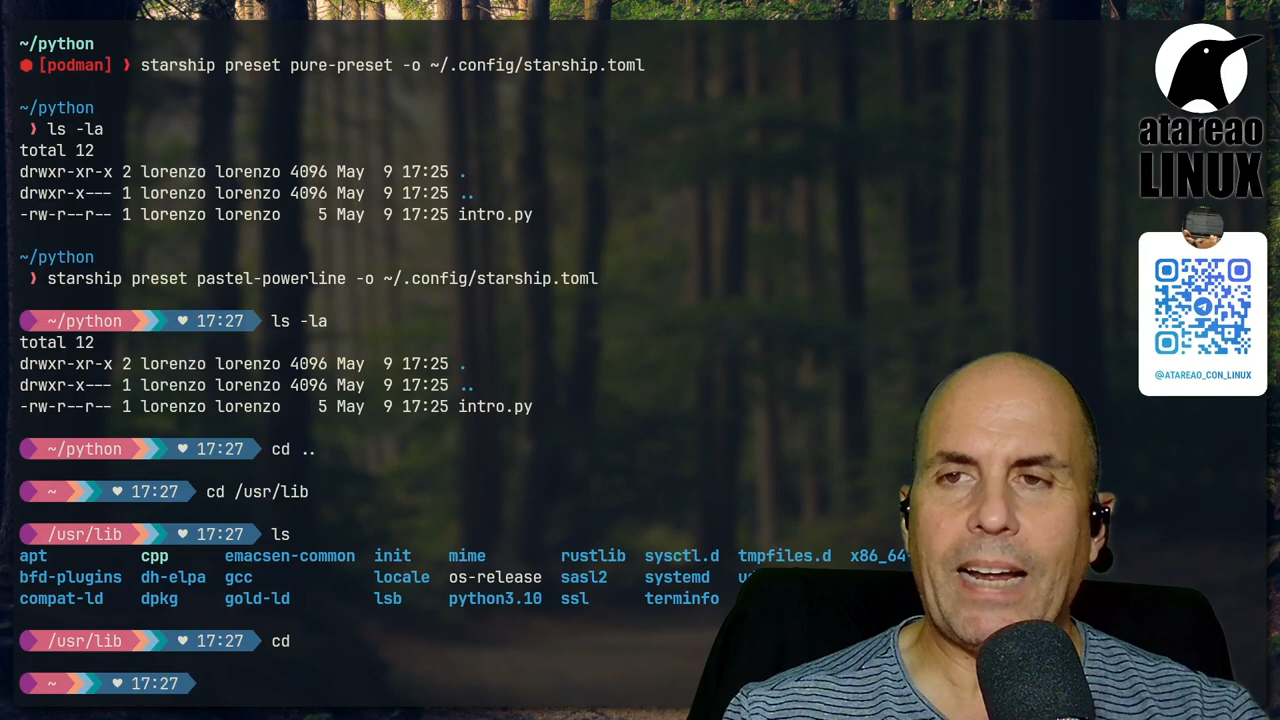 ~/python
[podman] ❯ starship preset pure-preset -o ~/.config/starship.toml
~/python
❯ ls -la
total 12
drwxr-xr-x 2 lorenzo lorenzo 4096 May  9 17:25 .
drwxr-x--- 1 lorenzo lorenzo 4096 May  9 17:25 ..
-rw-r--r-- 1 lorenzo lorenzo    5 May  9 17:25 intro.py
~/python
❯ starship preset pastel-powerline -o ~/.config/starship.toml
~/python ♥ 17:27 ls -la
total 12
drwxr-xr-x 2 lorenzo lorenzo 4096 May  9 17:25 .
drwxr-x--- 1 lorenzo lorenzo 4096 May  9 17:25 ..
-rw-r--r-- 1 lorenzo lorenzo    5 May  9 17:25 intro.py
~/python ♥ 17:27 cd ..
~ ♥ 17:27 cd /usr/lib
/usr/lib ♥ 17:27 ls
apt cpp emacsen-common init mime rustlib sysctl.d tmpfiles.d x86_64-
bfd-plugins dh-elpa gcc locale os-release sasl2 systemd
compat-ld dpkg gold-ld lsb python3.10 ssl terminfo
/usr/lib ♥ 17:27 cd
~ ♥ 17:27
atareao
LINUX
@ATAREAO_CON_LINUX